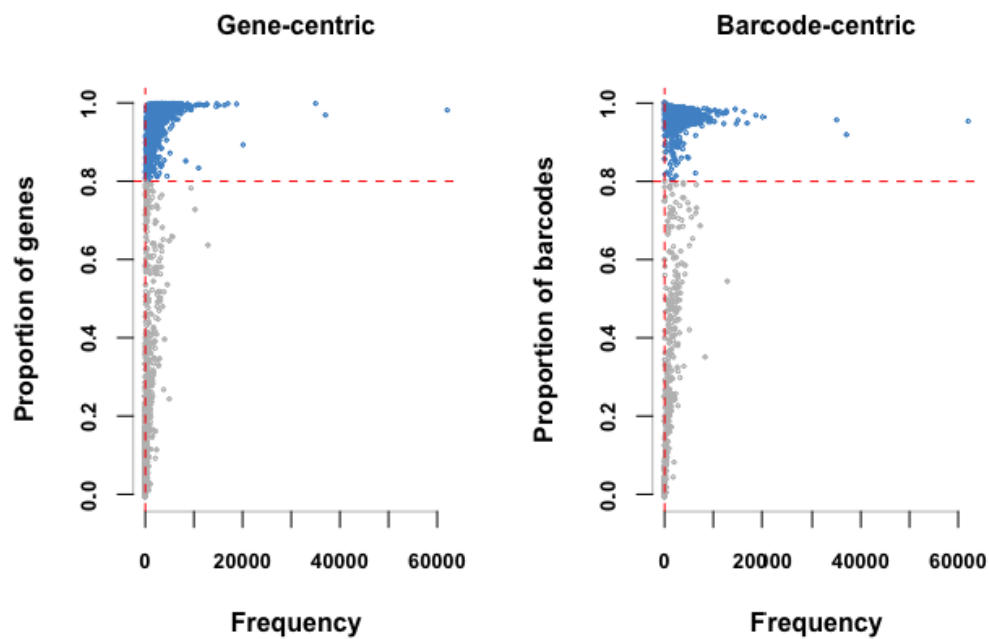 Gene-centric
Proportion of genes
1.0
0.8
0.6
0.4
0.2
0.0
0 20000 40000 60000
Frequency
Barcode-centric
Proportion of barcodes
1.0
0.8
0.6
0.4
0.2
0.0
0 20000 40000 60000
Frequency